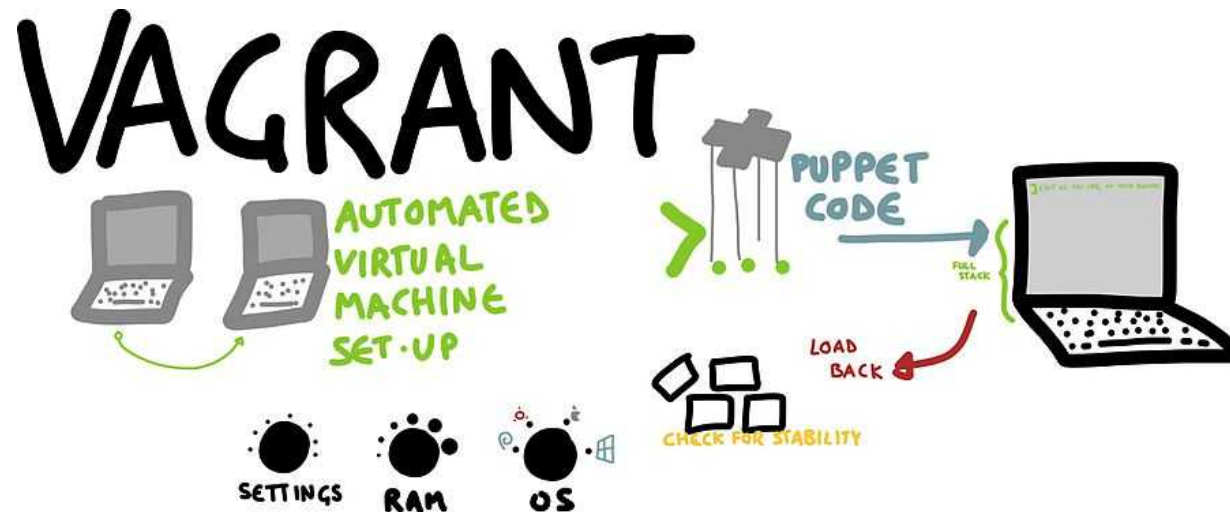 VAGRANT
AUTOMATED
VIRTUAL
MACHINE
SET-UP
PUPPET
CODE
FULL
STACK
LOAD
BACK
CHECK FOR STABILITY
SETTINGS
RAM
OS